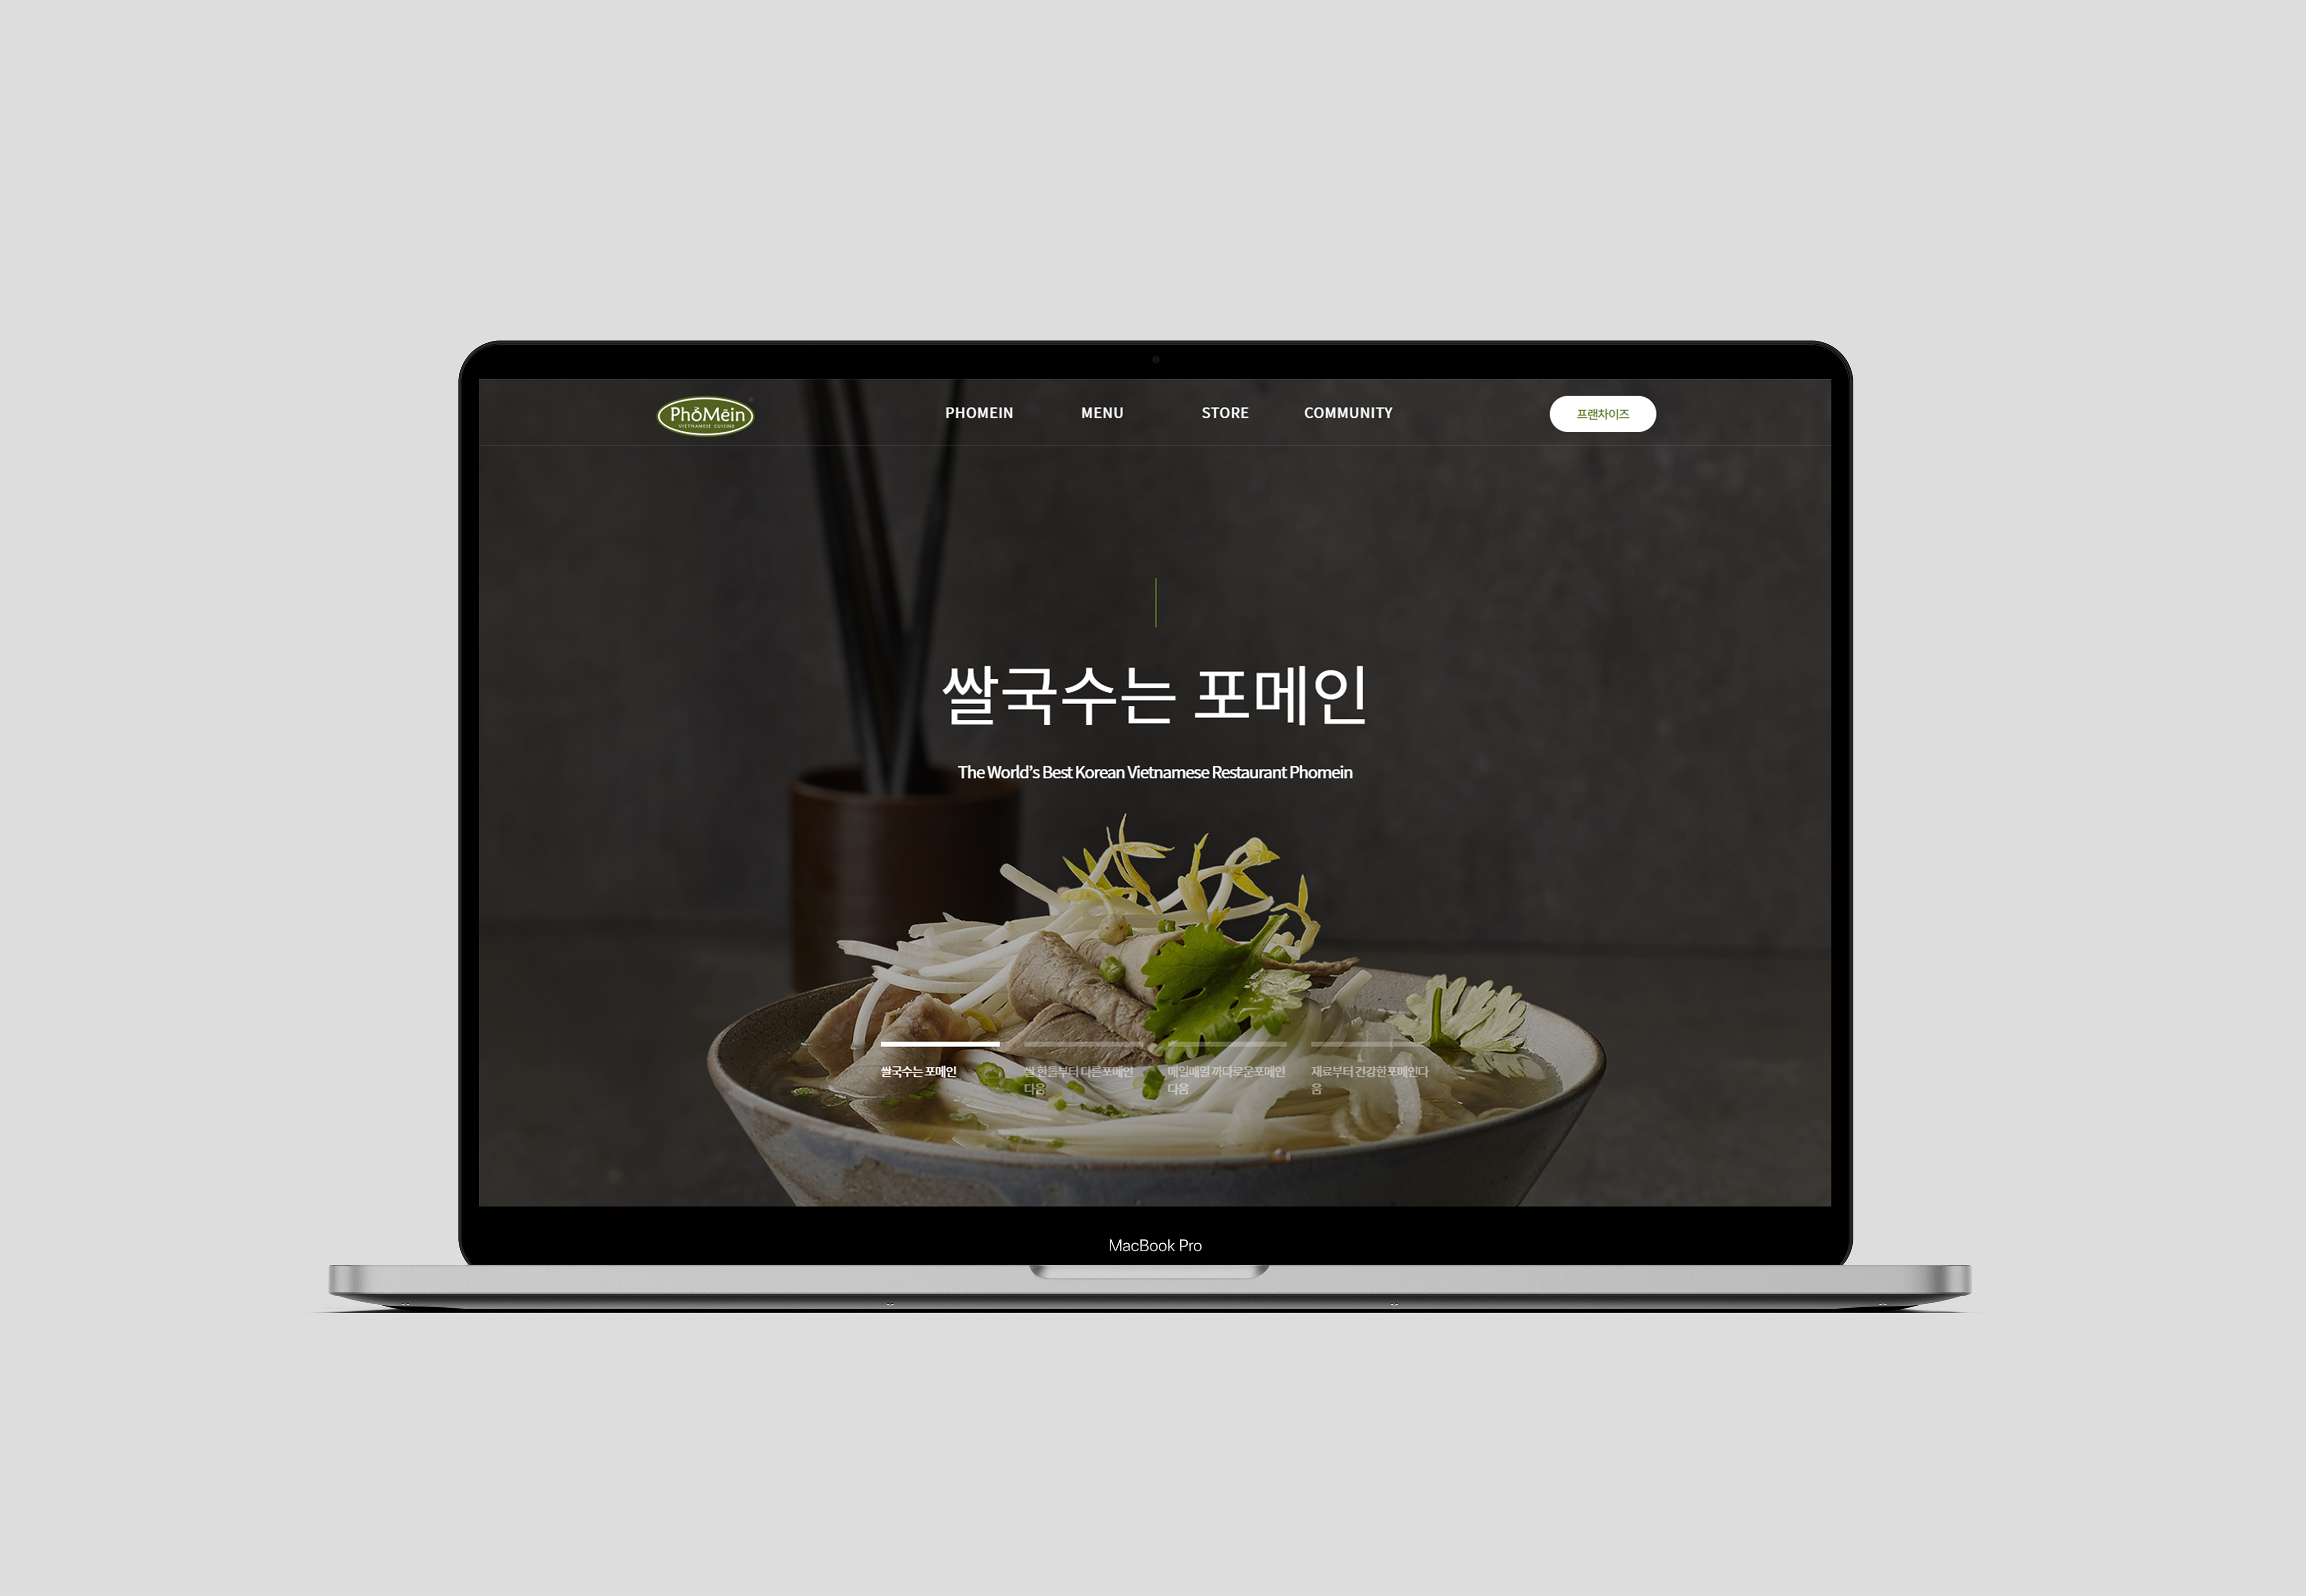 PhởMein
VIETNAMESE CUISINE
PHOMEIN
MENU
STORE
COMMUNITY
프랜차이즈
쌀국수는 포메인
The World's Best Korean Vietnamese Restaurant Phomein
쌀국수는 포메인
쌀 한톨부터 다른포메인
다움
매일매일 까다로운포메인
다움
재료부터 건강한포메인다
움
MacBook Pro